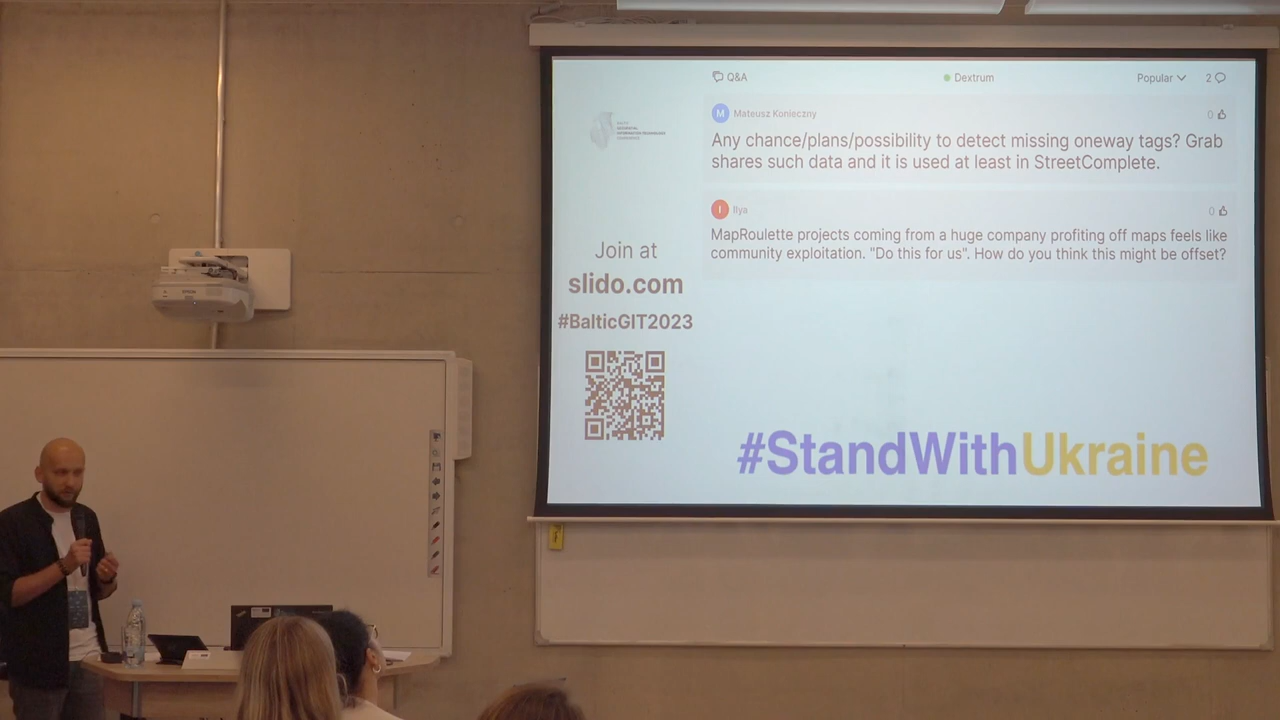 Q&A
Dextrum
Popular
2
M
Mateusz Konieczny
0
Any chance/plans/possibility to detect missing oneway tags? Grab
shares such data and it is used at least in StreetComplete.
I
Ilya
0
MapRoulette projects coming from a huge company profiting off maps feels like
community exploitation. "Do this for us". How do you think this might be offset?
Join at
slido.com
#BalticGIT2023
#StandWithUkraine
EPSON